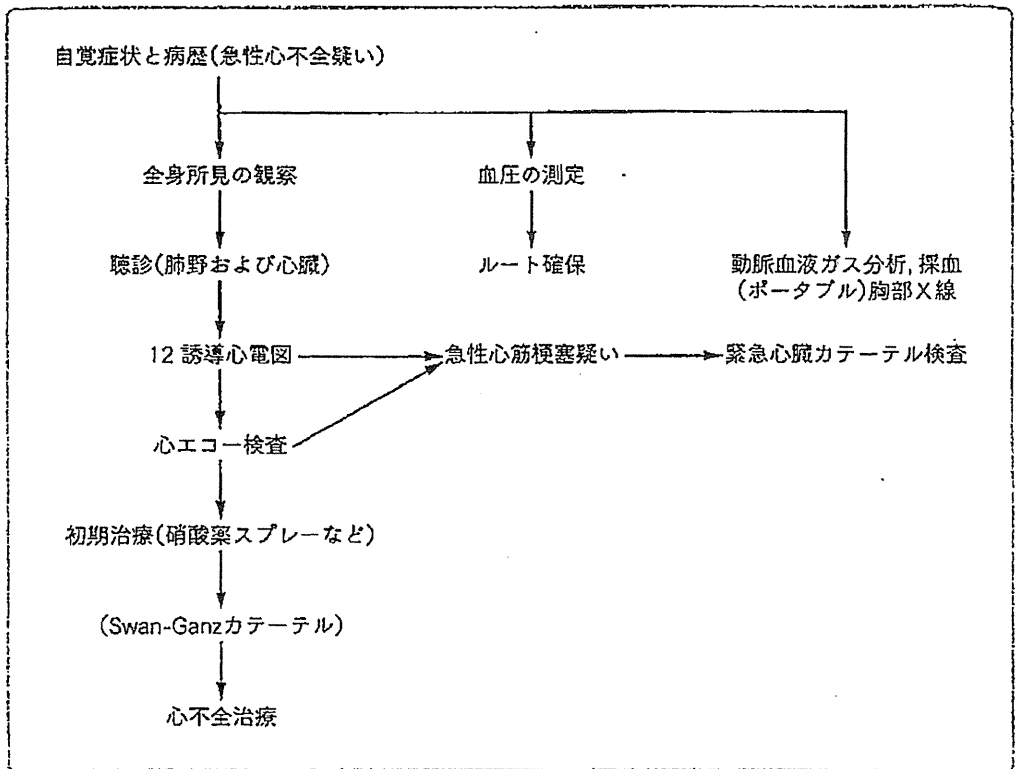 自覚症状と病歴(急性心不全疑い)
全身所見の観察
血圧の測定
聴診(肺野および心臓)
ルート確保
動脈血液ガス分析, 採血
(ポータブル)胸部X線
12誘導心電図
急性心筋梗塞疑い
緊急心臓カテーテル検査
心エコー検査
初期治療(硝酸薬スプレーなど)
(Swan-Ganzカテーテル)
心不全治療